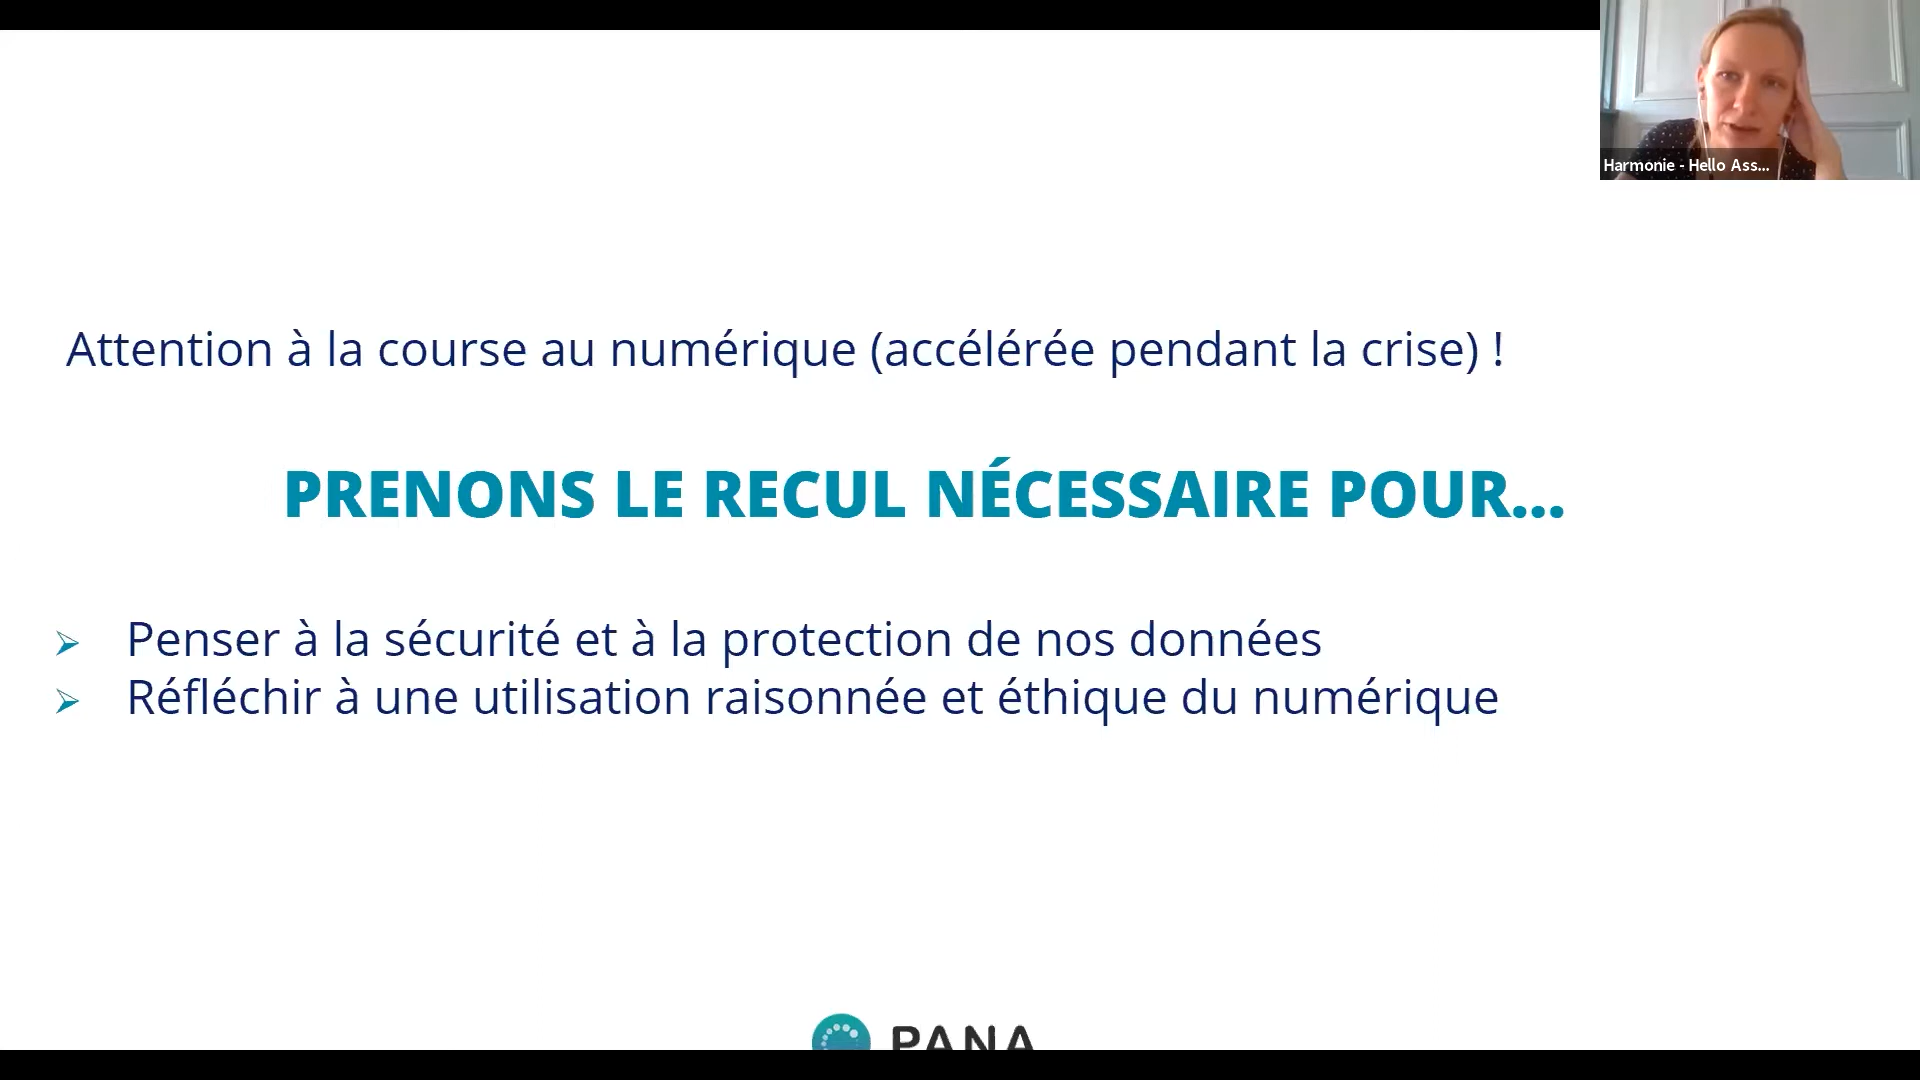 Harmonie - Hello Ass...
Attention à la course au numérique (accélérée pendant la crise) !
PRENONS LE RECUL NÉCESSAIRE POUR...
➢ Penser à la sécurité et à la protection de nos données
➢ Réfléchir à une utilisation raisonnée et éthique du numérique
PANA